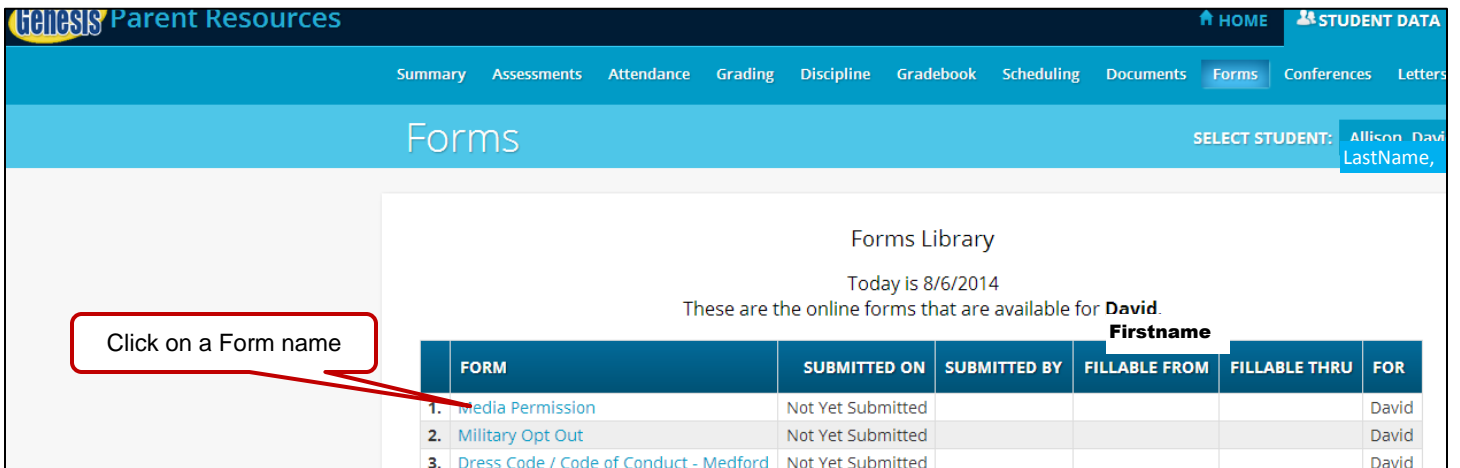 Genesis Parent Resources
HOME STUDENT DATA
Summary Assessments Attendance Grading Discipline Gradebook Scheduling Documents Forms Conferences Letters
Forms
SELECT STUDENT: Allison, Davi
LastName,
Forms Library
Today is 8/6/2014
These are the online forms that are available for David.
Firstname
Click on a Form name
FORM SUBMITTED ON SUBMITTED BY FILLABLE FROM FILLABLE THRU FOR
1. Media Permission Not Yet Submitted David
2. Military Opt Out Not Yet Submitted David
3. Dress Code / Code of Conduct - Medford Not Yet Submitted David